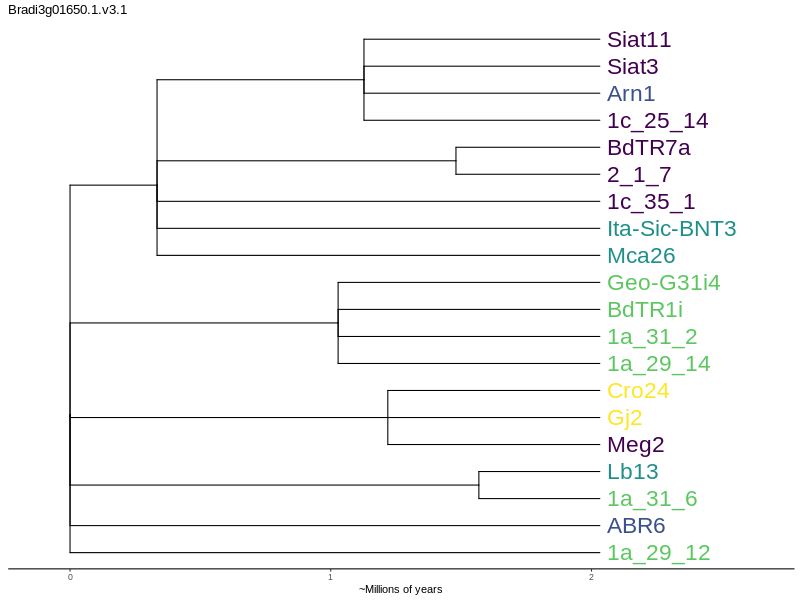 Bradi3g01650.1.v3.1
Siat11
Siat3
Arn1
1c_25_14
BdTR7a
2_1_7
1c_35_1
Ita-Sic-BNT3
Mca26
Geo-G31i4
BdTR1i
1a_31_2
1a_29_14
Cro24
Gj2
Meg2
Lb13
1a_31_6
ABR6
1a_29_12
0 1 2
~Millions of years